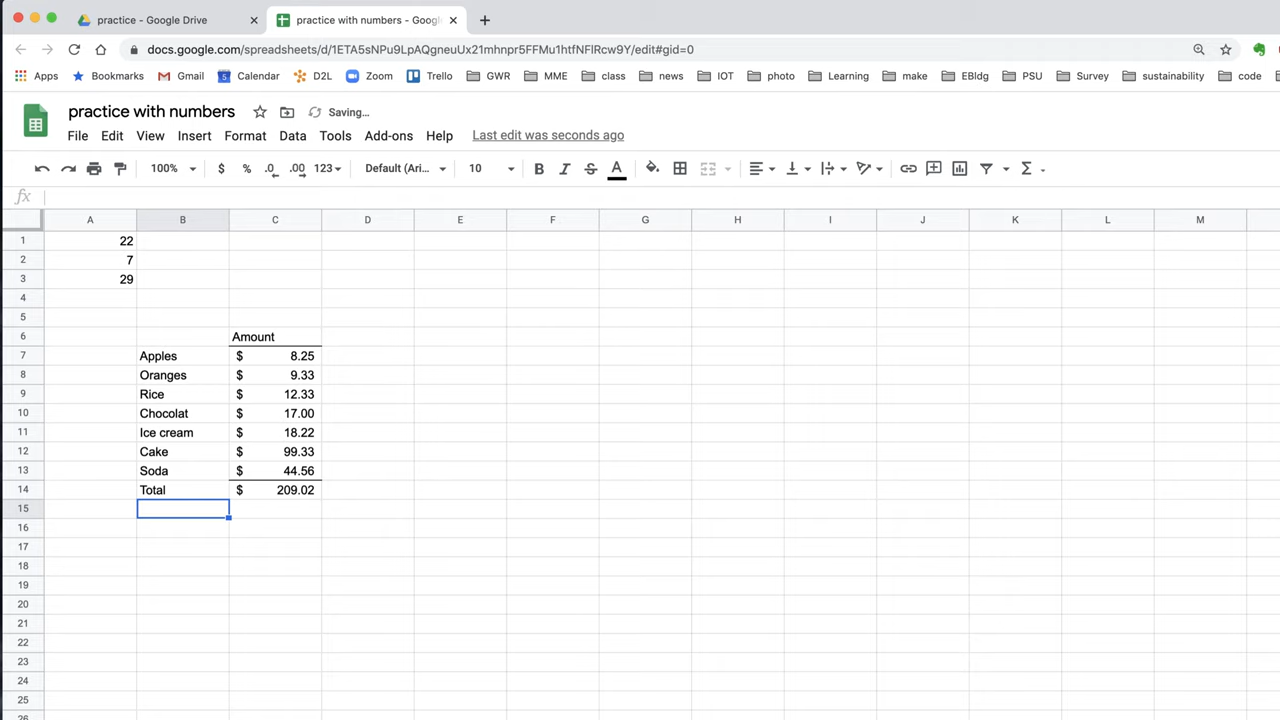 practice - Google Drive
practice with numbers - Goog
docs.google.com/spreadsheets/d/1ETA5sNPu9LpAQgneuUx21mhnpr5FFMu1htfNFIRcw9Y/edit#gid=0
Apps Bookmarks Gmail Calendar D2L Zoom Trello GWR MME class news IOT photo Learning make EBldg PSU Survey sustainability code
practice with numbers Saving...
File Edit View Insert Format Data Tools Add-ons Help Last edit was seconds ago
100% $ % .0 .00 123 Default (Ari... 10 B I S A Σ
fx
A B C D E F G H I J K L M
1 22
2 7
3 29
4
5
6 Amount
7 Apples $ 8.25
8 Oranges $ 9.33
9 Rice $ 12.33
10 Chocolat $ 17.00
11 Ice cream $ 18.22
12 Cake $ 99.33
13 Soda $ 44.56
14 Total $ 209.02
15
16
17
18
19
20
21
22
23
24
25
26